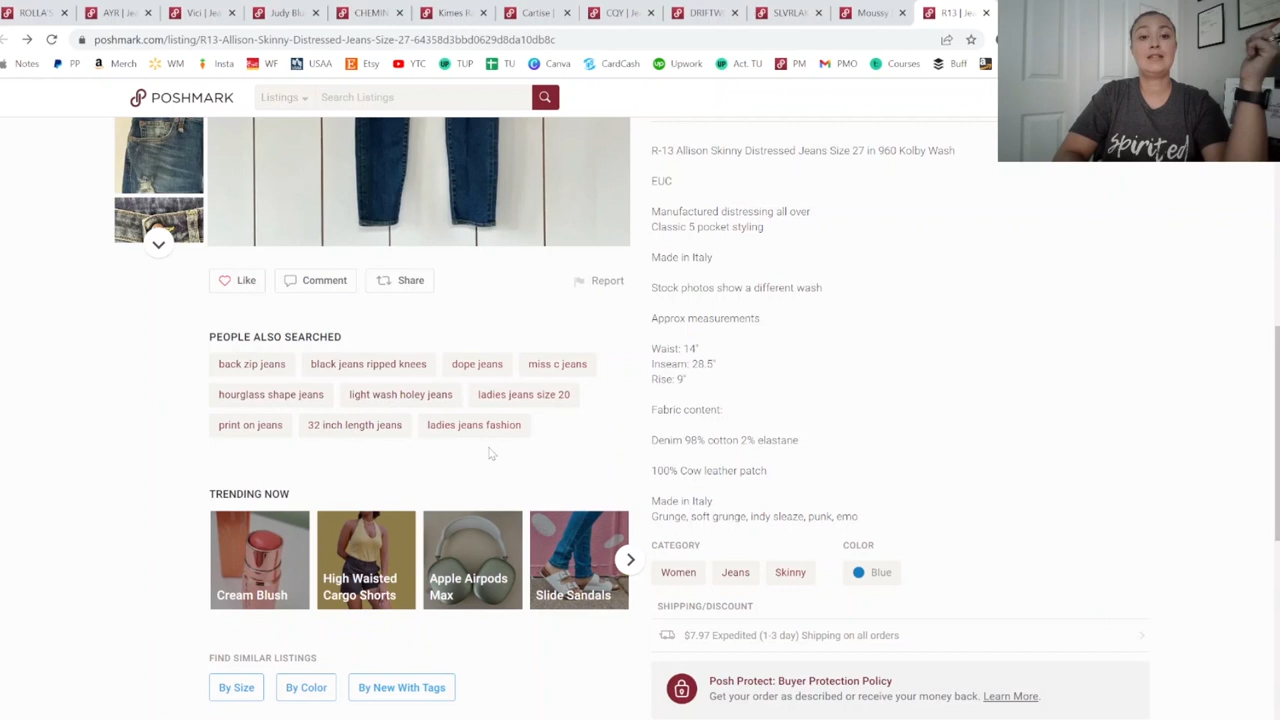 ROLLA'S
AYR | Jea
Vici | Jea
Judy Blu
CHEMIN
Kimes R
Cartise |
CQY | Je
DRIFTW
SLVRLAK
Moussy
R13 | Jea
poshmark.com/listing/R13-Allison-Skinny-Distressed-Jeans-Size-27-64358d3bbd0629d8da10db8c
Notes
PP
Merch
WM
Insta
WF
USAA
Etsy
YTC
TUP
TU
Canva
CardCash
Upwork
Act. TU
PM
PMO
Courses
Buff
POSHMARK
Listings
Search Listings
spirited
R-13 Allison Skinny Distressed Jeans Size 27 in 960 Kolby Wash
EUC
Manufactured distressing all over
Classic 5 pocket styling
Made in Italy
Stock photos show a different wash
Approx measurements
Waist: 14"
Inseam: 28.5"
Rise: 9"
Fabric content:
Denim 98% cotton 2% elastane
100% Cow leather patch
Made in Italy
Grunge, soft grunge, indy sleaze, punk, emo
CATEGORY
Women
Jeans
Skinny
COLOR
Blue
SHIPPING/DISCOUNT
$7.97 Expedited (1-3 day) Shipping on all orders
Posh Protect: Buyer Protection Policy
Get your order as described or receive your money back. Learn More.
Like
Comment
Share
Report
PEOPLE ALSO SEARCHED
back zip jeans
black jeans ripped knees
dope jeans
miss c jeans
hourglass shape jeans
light wash holey jeans
ladies jeans size 20
print on jeans
32 inch length jeans
ladies jeans fashion
TRENDING NOW
Cream Blush
High Waisted
Cargo Shorts
Apple Airpods
Max
Slide Sandals
FIND SIMILAR LISTINGS
By Size
By Color
By New With Tags